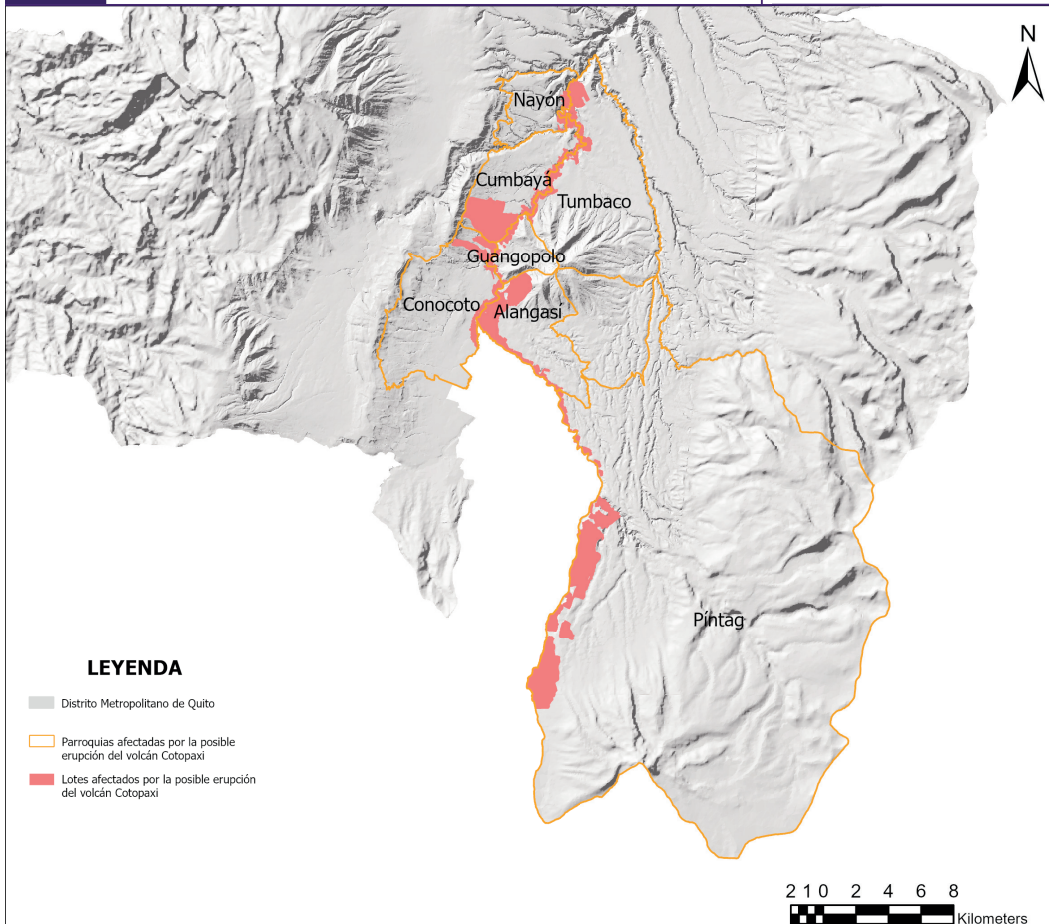 N
Nayón
Cumbayá
Tumbaco
Guangopolo
Conocoto
Alangasí
Píntag
LEYENDA
Distrito Metropolitano de Quito
Parroquias afectadas por la posible
erupción del volcán Cotopaxi
Lotes afectados por la posible erupción
del volcán Cotopaxi
2 1 0 2 4 6 8
Kilometers